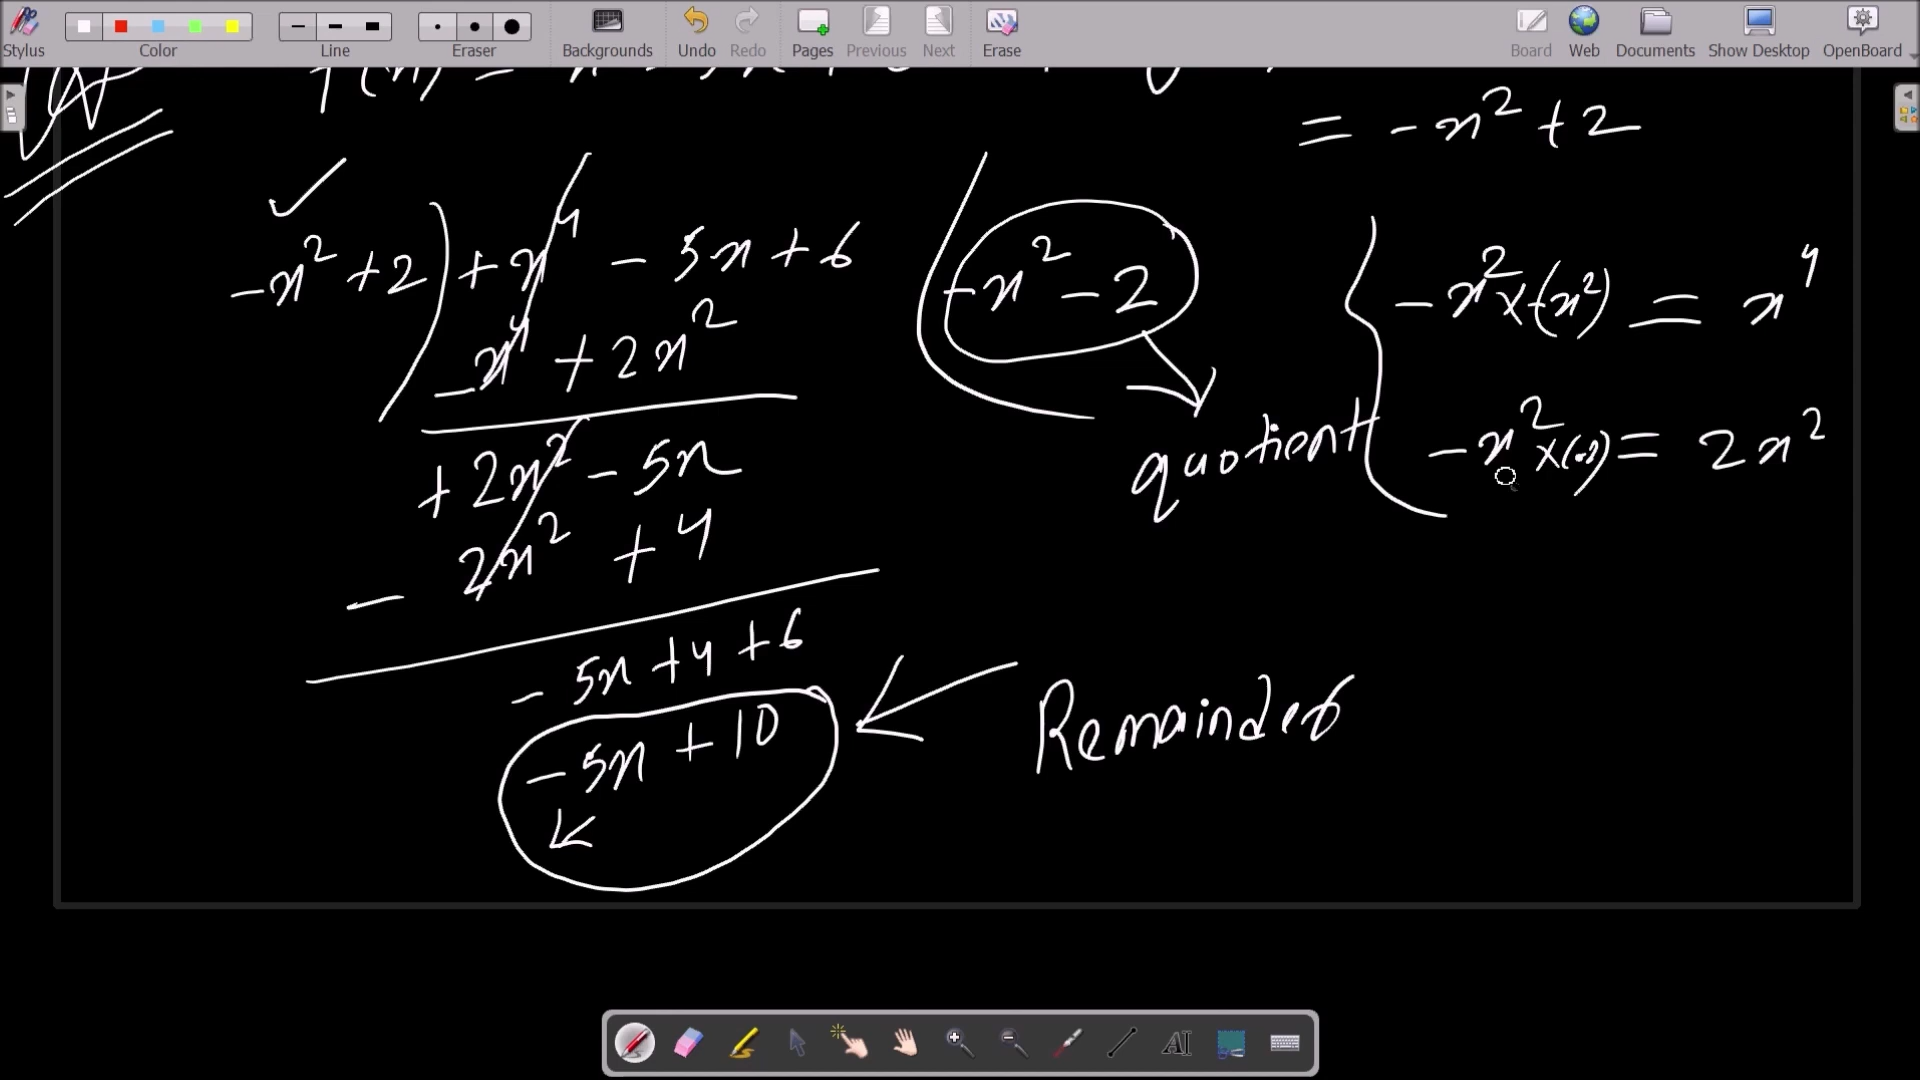 Stylus Color Line Eraser Backgrounds Undo Redo Pages Previous Next Erase Board Web Documents Show Desktop OpenBoard
= -x² + 2
-x² + 2 ) + x⁴ - 5x + 6 ( -x² - 2
- x⁴ + 2x²
+ 2x² - 5x
- 2x² + 4
- 5x + 4 + 6
- 5x + 10
Remainder
quotient
-x² × (-x²) = x⁴
-x² × (-2) = 2x²
AI